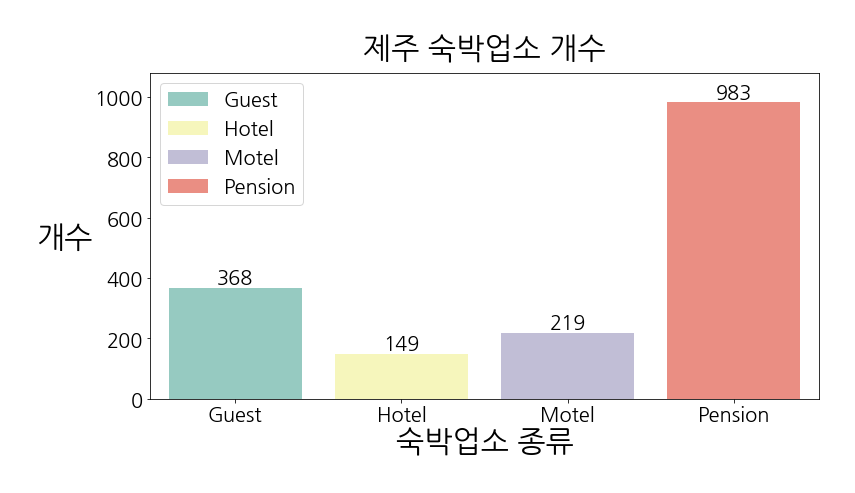 제주 숙박업소 개수
개수
1000
800
600
400
200
0
Guest
Hotel
Motel
Pension
368
149
219
983
Guest Hotel Motel Pension
숙박업소 종류